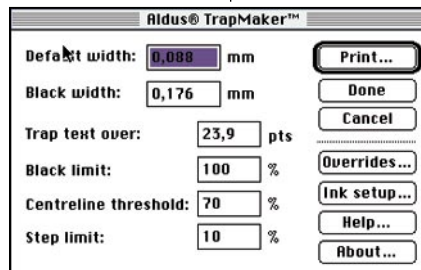 Aldus® TrapMaker™
Default width: 0,088 mm
Black width: 0,176 mm
Trap text over: 23,9 pts
Black limit: 100 %
Centreline threshold: 70 %
Step limit: 10 %
Print...
Done
Cancel
Overrides...
Ink setup...
Help...
About...